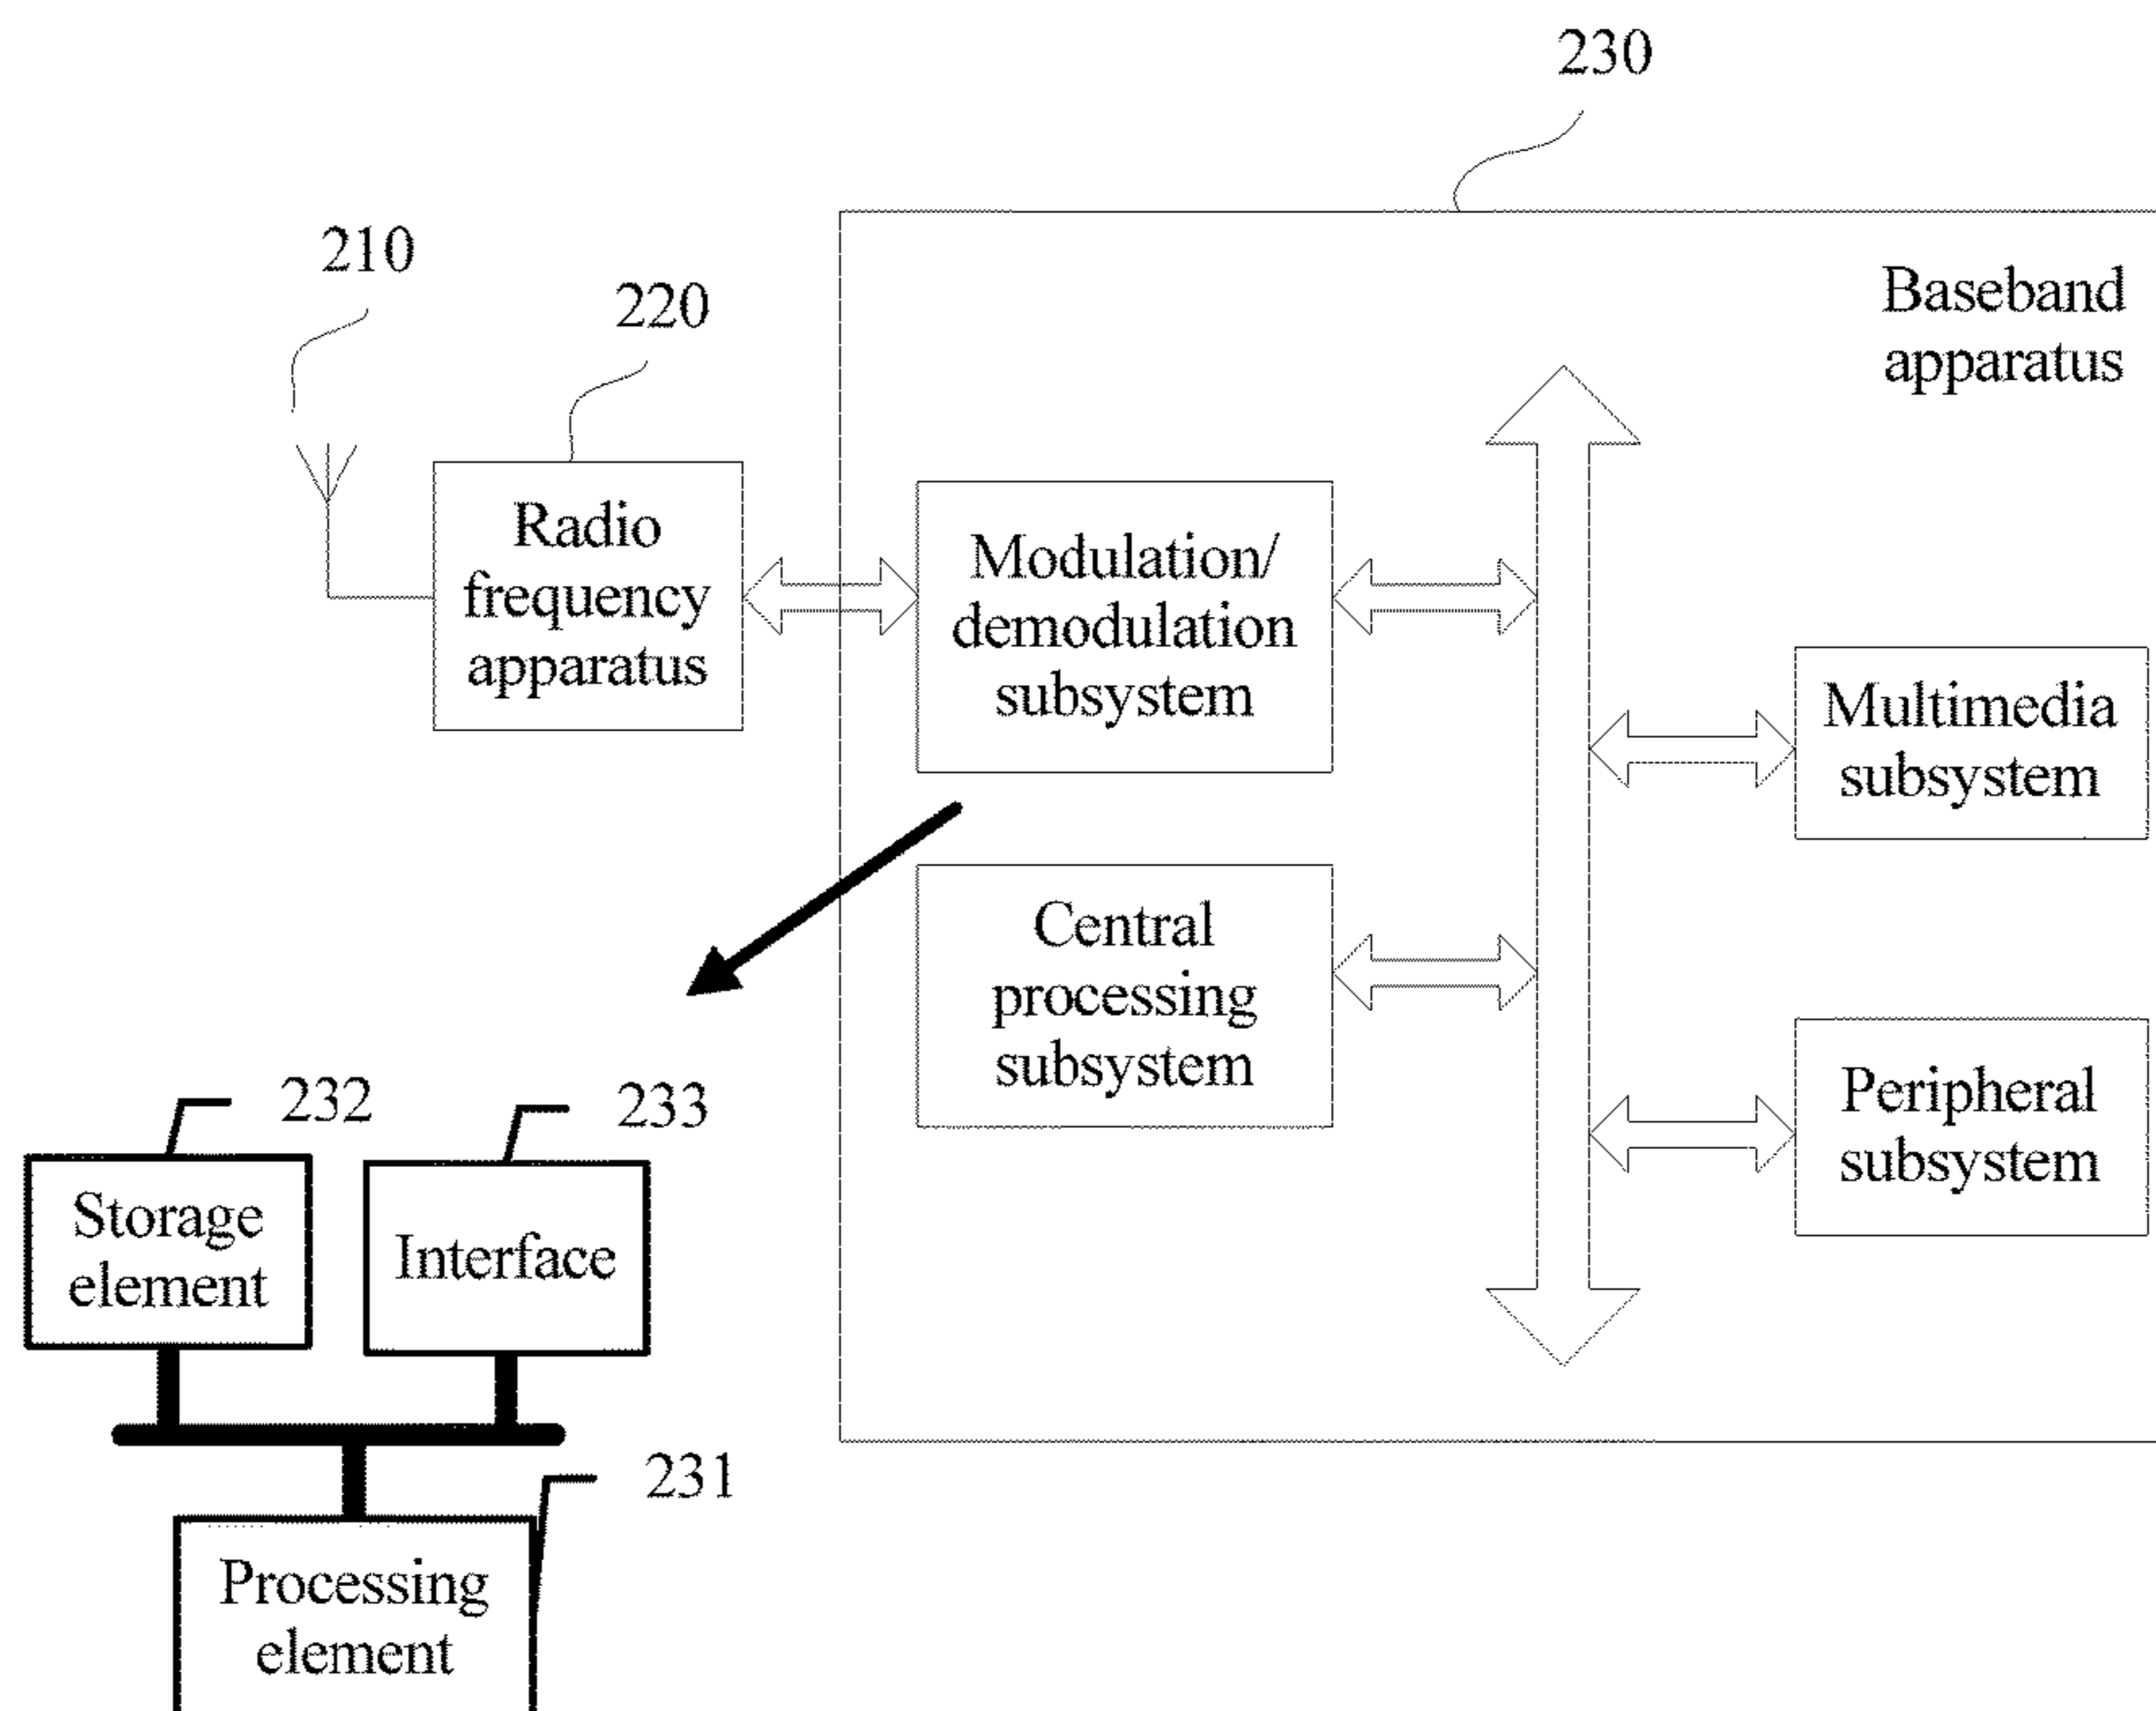 230
210
220
Baseband
apparatus
Radio
frequency
apparatus
Modulation/
demodulation
subsystem
Multimedia
subsystem
Central
processing
subsystem
Peripheral
subsystem
232
233
Storage
element
Interface
231
Processing
element